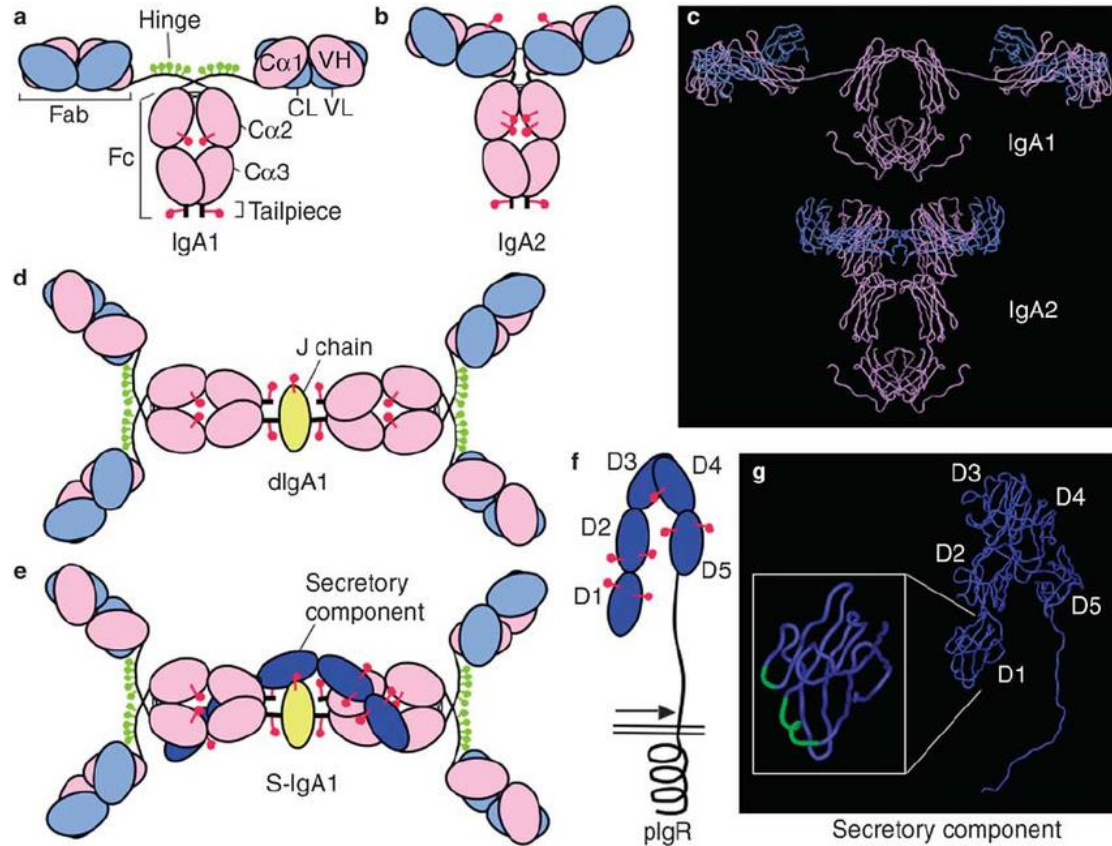 a
Hinge
Cα1
VH
Fab
CL
VL
Cα2
Fc
Cα3
Tailpiece
IgA1
b
IgA2
c
IgA1
IgA2
d
J chain
dIgA1
e
Secretory
component
S-IgA1
f
D3
D4
D2
D5
D1
pIgR
g
D3
D4
D2
D5
D1
Secretory component